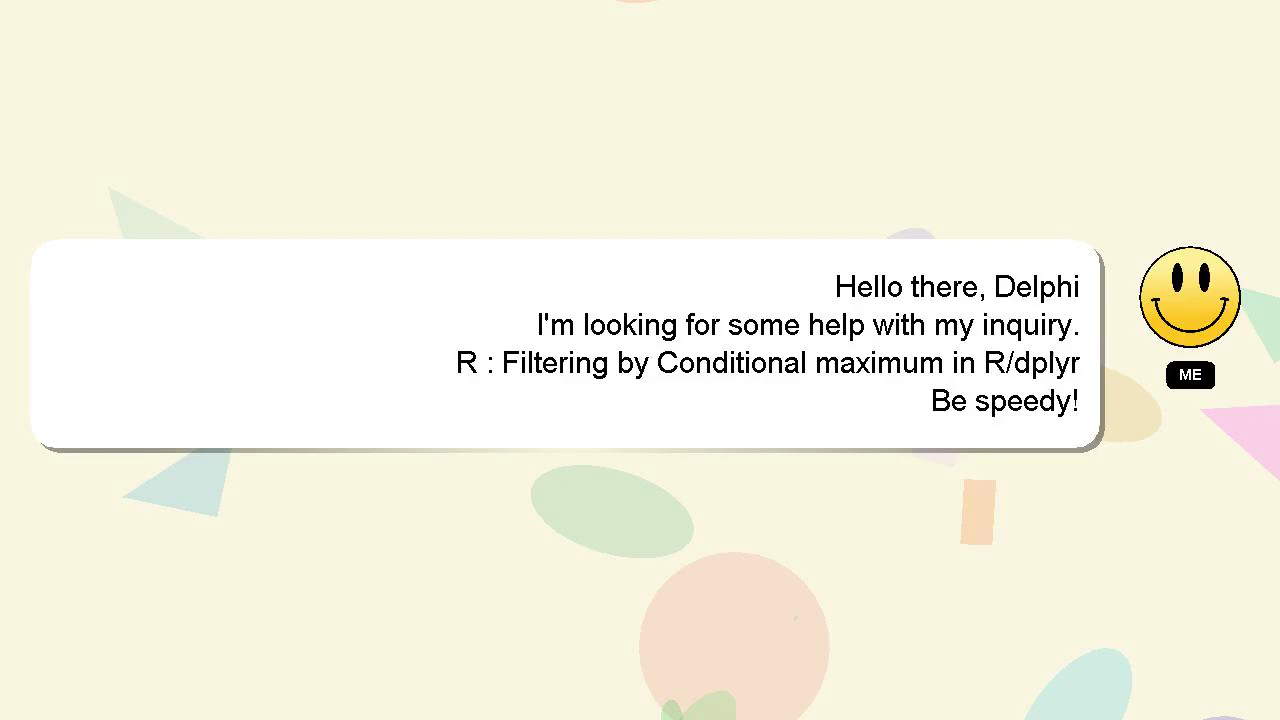 Hello there, Delphi
I'm looking for some help with my inquiry.
R : Filtering by Conditional maximum in R/dplyr
Be speedy!
ME